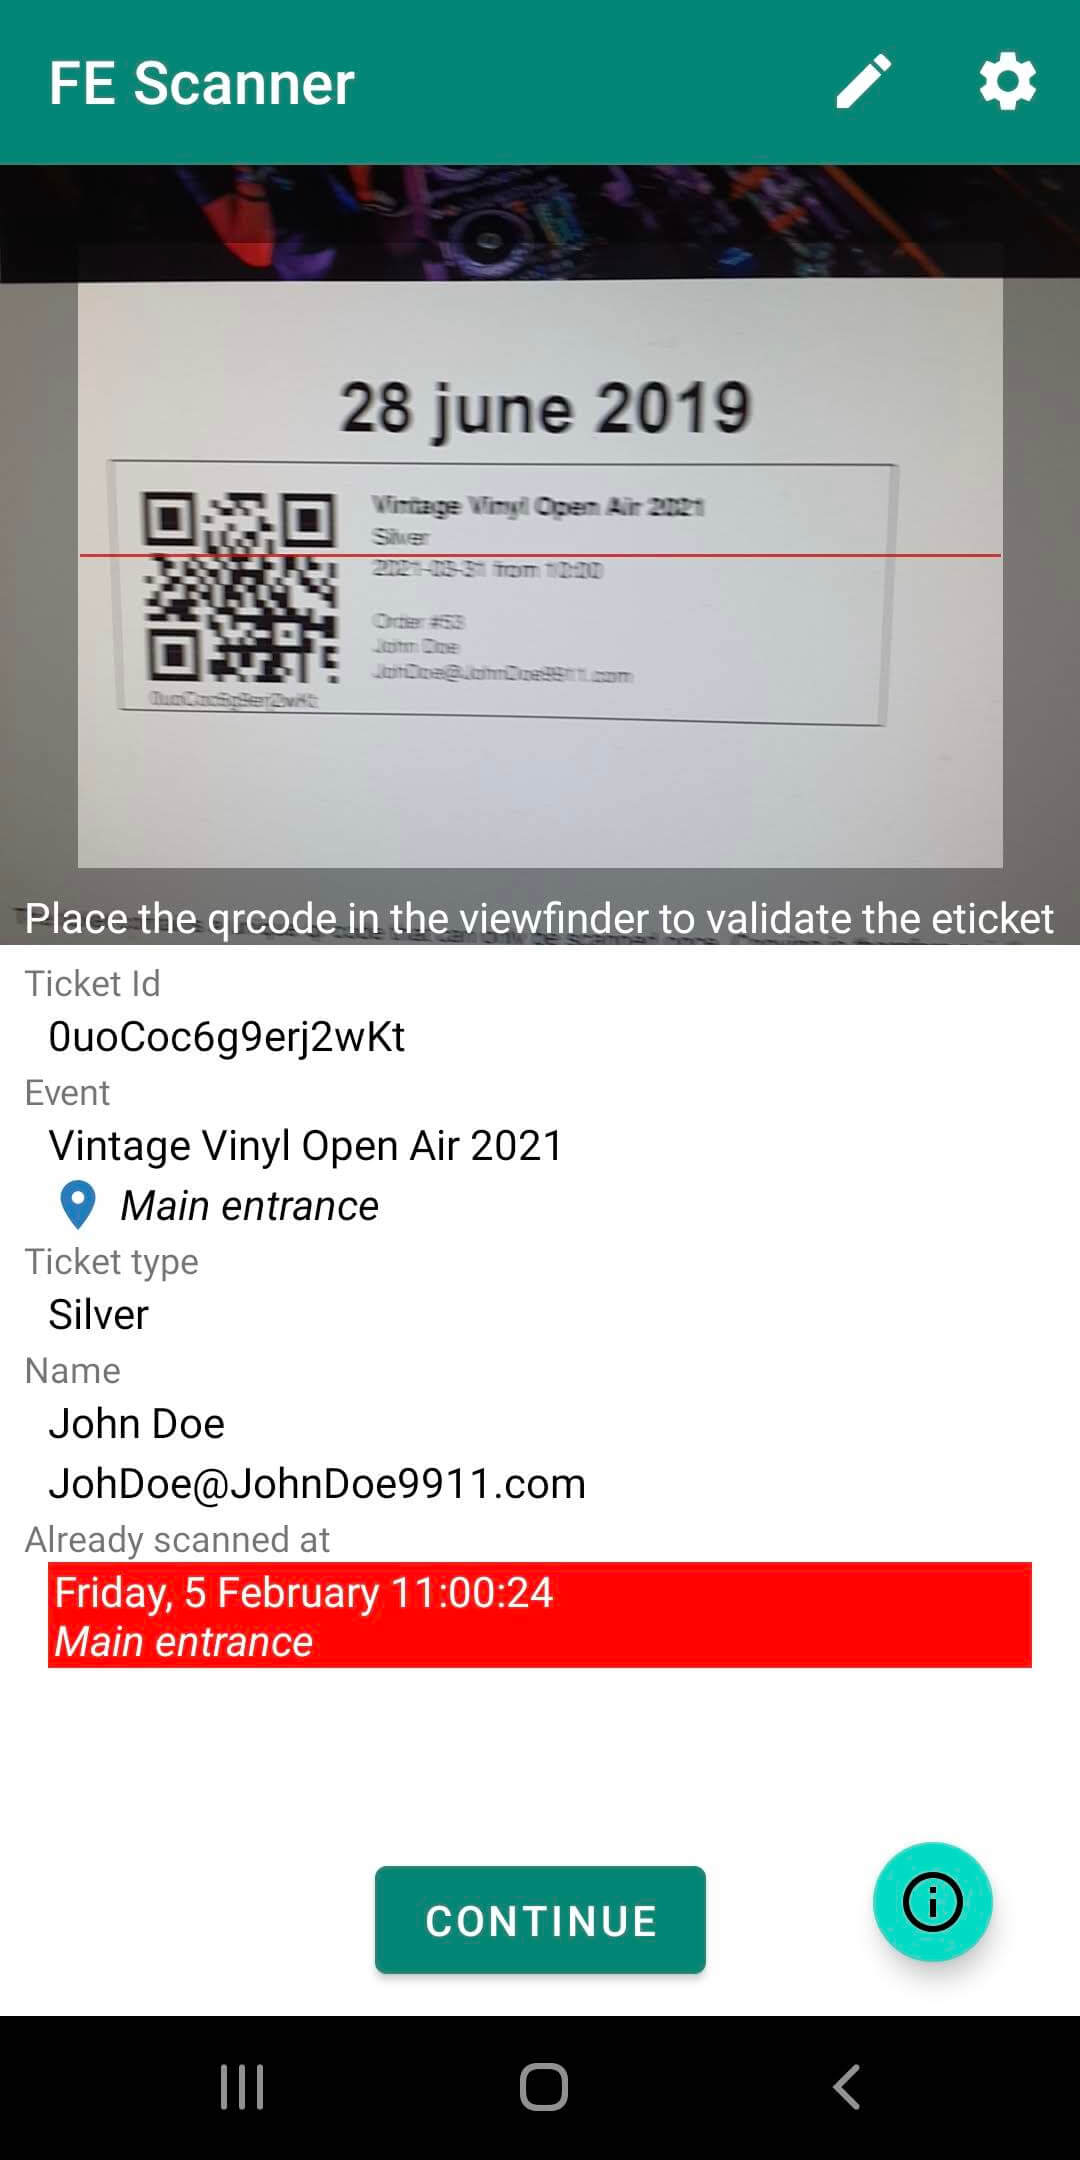 FE Scanner
28 june 2019
Vintage Vinyl Open Air 2021
Silver
2021-03-31 from 10:00
Order #53
John Doe
JohDoe@JohnDoe9911.com
0uoCoc6g9erj2wKt
Place the qrcode in the viewfinder to validate the eticket
Ticket Id
0uoCoc6g9erj2wKt
Event
Vintage Vinyl Open Air 2021
Main entrance
Ticket type
Silver
Name
John Doe
JohDoe@JohnDoe9911.com
Already scanned at
Friday, 5 February 11:00:24
Main entrance
CONTINUE